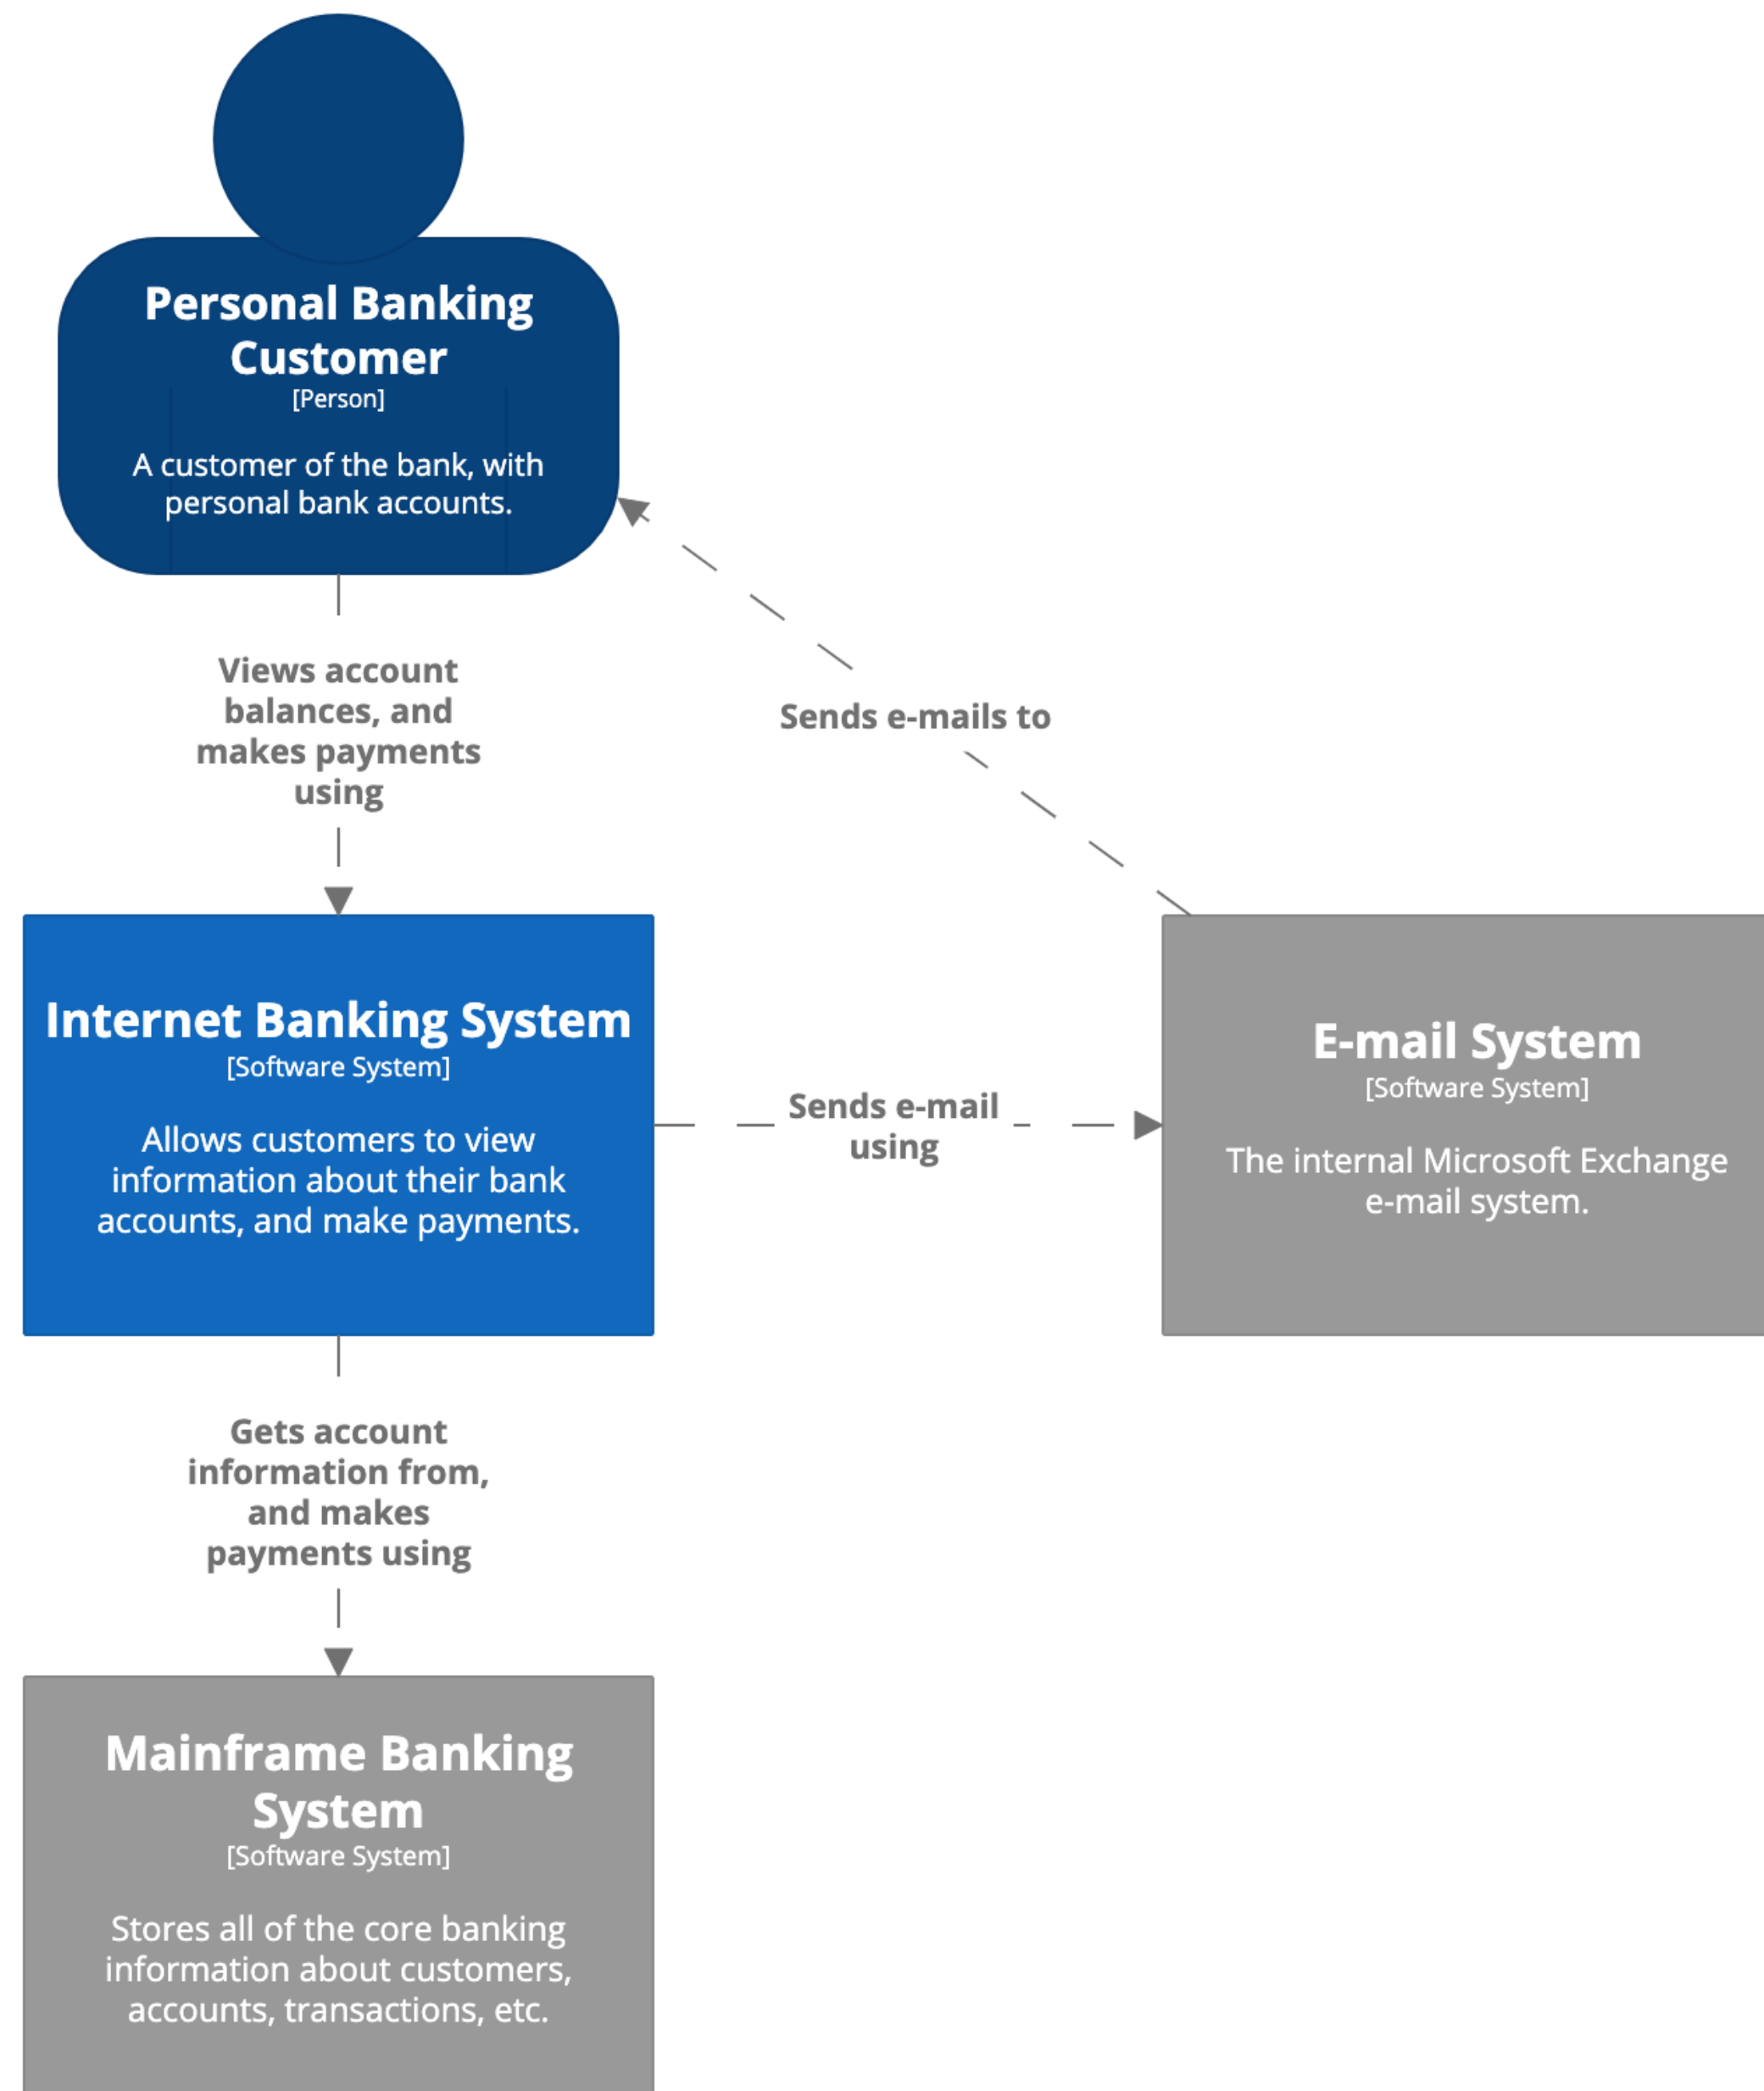 Personal Banking
Customer
[Person]
A customer of the bank, with
personal bank accounts.
Views account
balances, and
makes payments
using
Sends e-mails to
Internet Banking System
[Software System]
Allows customers to view
information about their bank
accounts, and make payments.
Sends e-mail
using
E-mail System
[Software System]
The internal Microsoft Exchange
e-mail system.
Gets account
information from,
and makes
payments using
Mainframe Banking
System
[Software System]
Stores all of the core banking
information about customers,
accounts, transactions, etc.